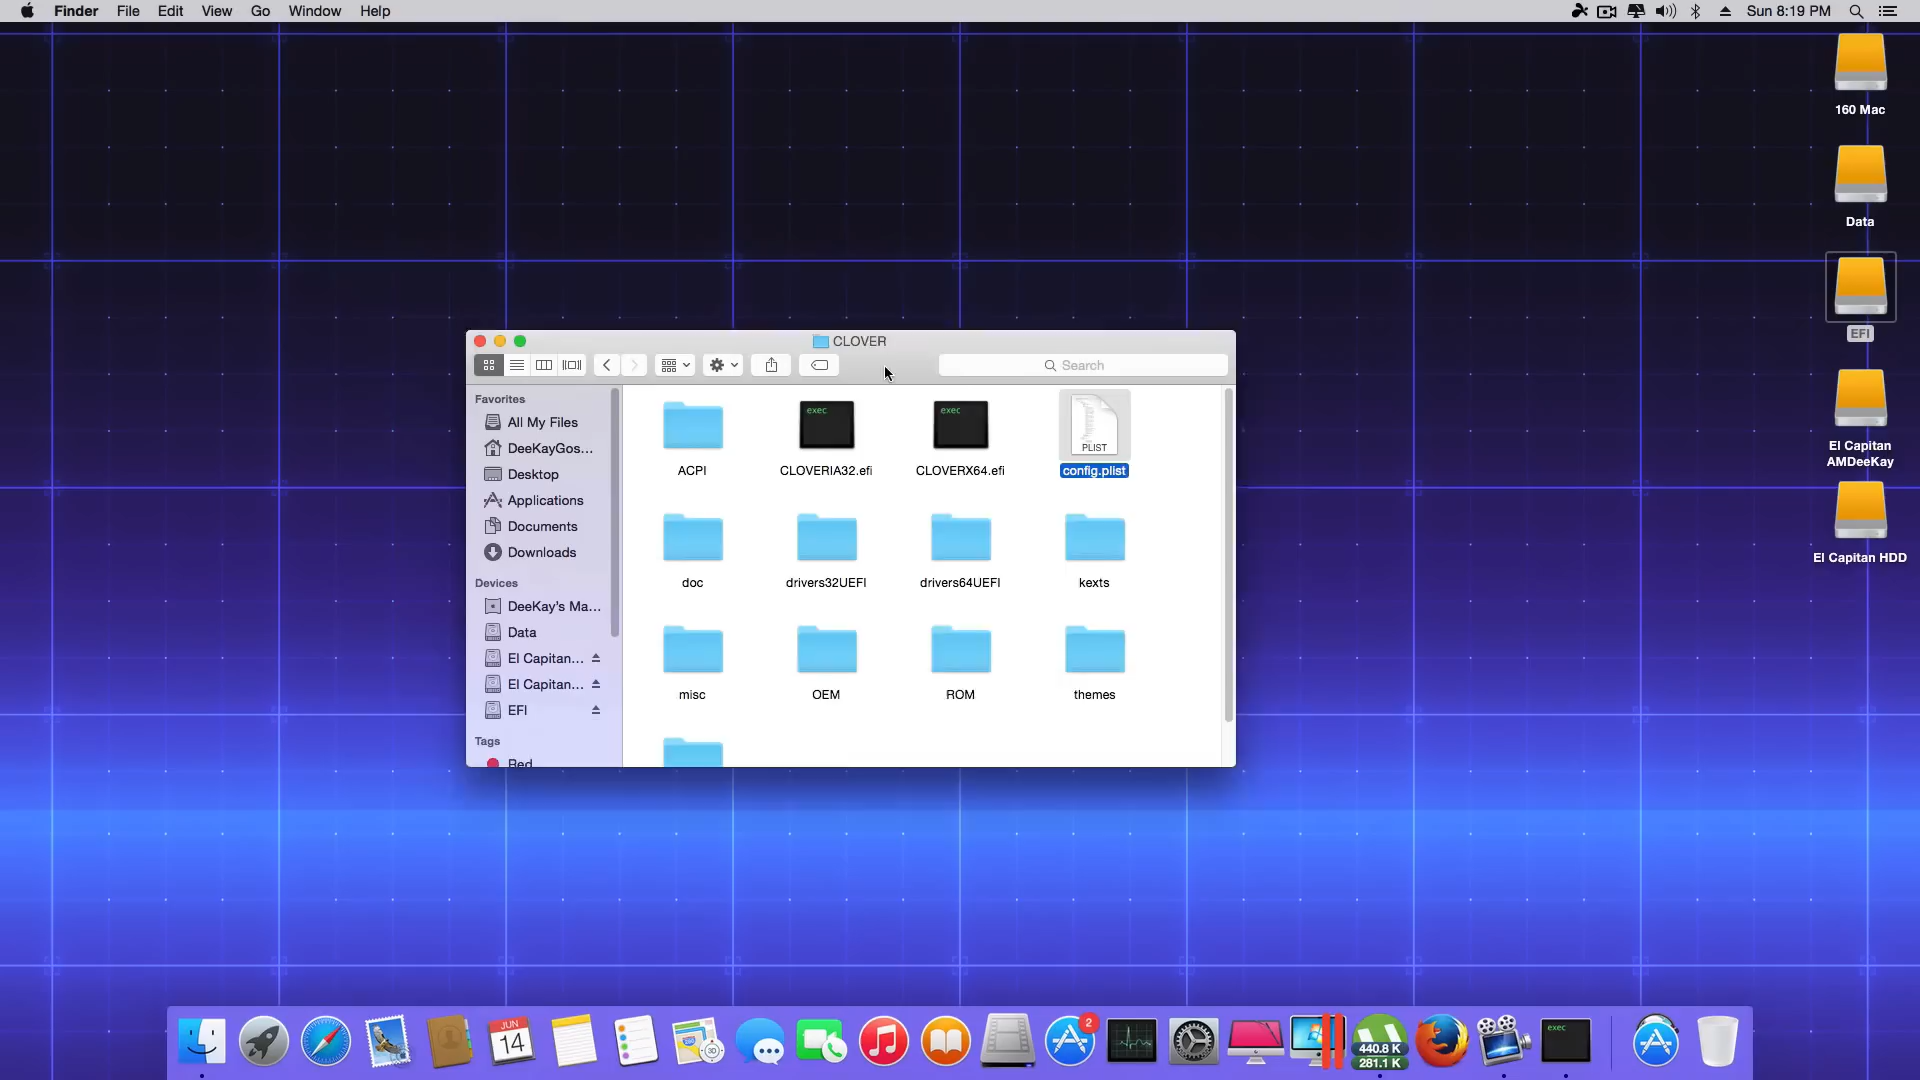 Finder File Edit View Go Window Help
Sun 8:19 PM
160 Mac
Data
EFI
El Capitan
AMDeeKay
El Capitan HDD
CLOVER
Search
Favorites
All My Files
DeeKayGos...
Desktop
Applications
Documents
Downloads
Devices
DeeKay's Ma...
Data
El Capitan...
El Capitan...
EFI
Tags
Red
exec
exec
PLIST
ACPI
CLOVERIA32.efi
CLOVERX64.efi
config.plist
doc
drivers32UEFI
drivers64UEFI
kexts
misc
OEM
ROM
themes
JUN
14
280
3D
2
440.8 K
281.1 K
exec